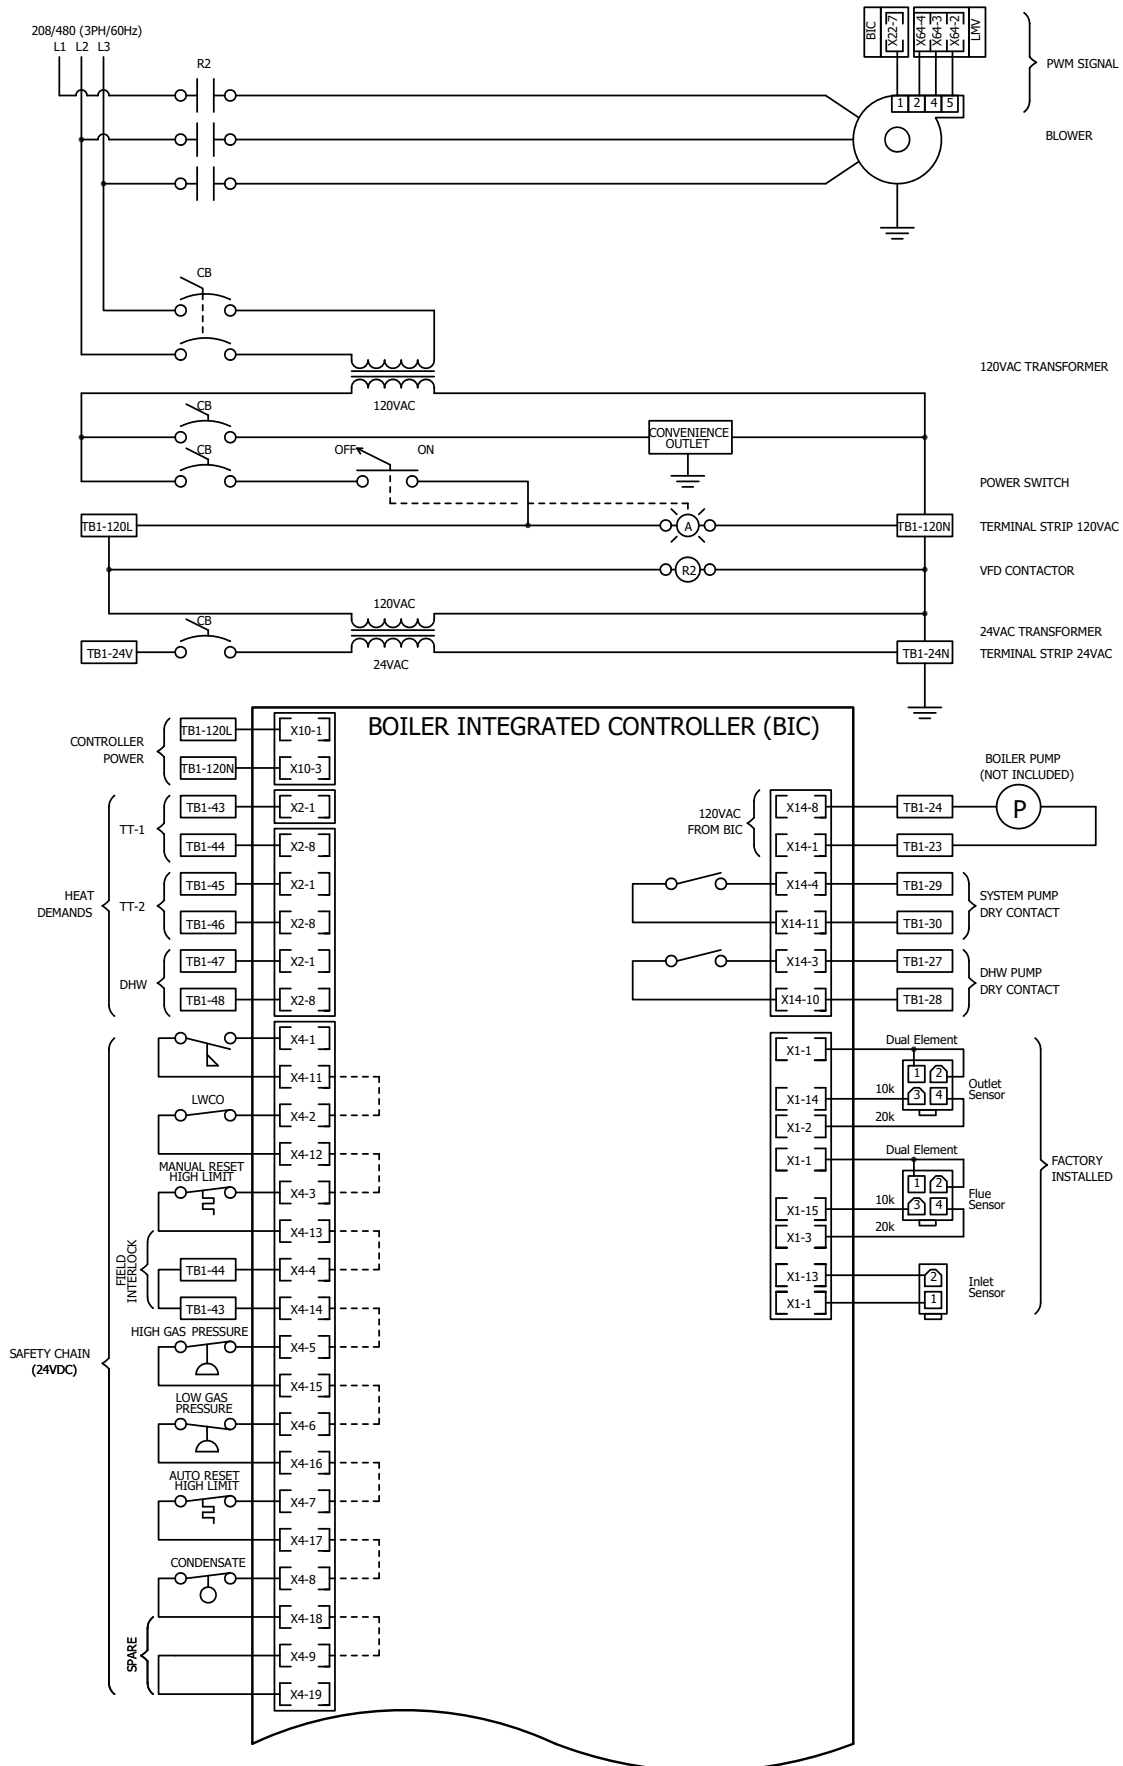 208/480 (3PH/60Hz)
L1 L2 L3
R2
BIC
X22-7
X64-4
X64-3
X64-2
LMV
PWM SIGNAL
1 2 4 5
BLOWER
CB
120VAC TRANSFORMER
120VAC
CB
CONVENIENCE
OUTLET
CB
OFF
ON
POWER SWITCH
TB1-120L
A
TB1-120N
TERMINAL STRIP 120VAC
R2
VFD CONTACTOR
120VAC
CB
24VAC TRANSFORMER
TB1-24V
24VAC
TB1-24N
TERMINAL STRIP 24VAC
BOILER INTEGRATED CONTROLLER (BIC)
CONTROLLER
POWER
TB1-120L
X10-1
TB1-120N
X10-3
HEAT
DEMANDS
TT-1
TB1-43
X2-1
TB1-44
X2-8
TT-2
TB1-45
X2-1
TB1-46
X2-8
DHW
TB1-47
X2-1
TB1-48
X2-8
SAFETY CHAIN
(24VDC)
X4-1
X4-11
LWCO
X4-2
X4-12
MANUAL RESET
HIGH LIMIT
X4-3
X4-13
FIELD
INTERLOCK
TB1-44
X4-4
TB1-43
X4-14
HIGH GAS PRESSURE
X4-5
X4-15
LOW GAS
PRESSURE
X4-6
X4-16
AUTO RESET
HIGH LIMIT
X4-7
X4-17
CONDENSATE
X4-8
X4-18
SPARE
X4-9
X4-19
BOILER PUMP
(NOT INCLUDED)
P
120VAC
FROM BIC
X14-8
TB1-24
X14-1
TB1-23
X14-4
TB1-29
X14-11
TB1-30
SYSTEM PUMP
DRY CONTACT
X14-3
TB1-27
X14-10
TB1-28
DHW PUMP
DRY CONTACT
X1-1
Dual Element
1 2
3 4
Outlet
Sensor
X1-14
10k
X1-2
20k
X1-1
Dual Element
1 2
3 4
Flue
Sensor
X1-15
10k
X1-3
20k
X1-13
2
X1-1
1
Inlet
Sensor
FACTORY
INSTALLED